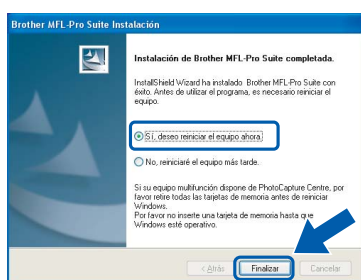 Brother MFL-Pro Suite Instalación
Instalación de Brother MFL-Pro Suite completada.
InstallShield Wizard ha instalado Brother MFL-Pro Suite con
éxito. Antes de utilizar el programa, es necesario reiniciar el
equipo.
Sí, deseo reiniciar el equipo ahora.
No, reiniciaré el equipo más tarde.
Si su equipo multifunción dispone de PhotoCapture Centre, por
favor retire todas las tarjetas de memoria antes de reiniciar
Windows.
Por favor no inserte una tarjeta de memoria hasta que
Windows esté operativo.
< Atrás Finalizar Cancelar